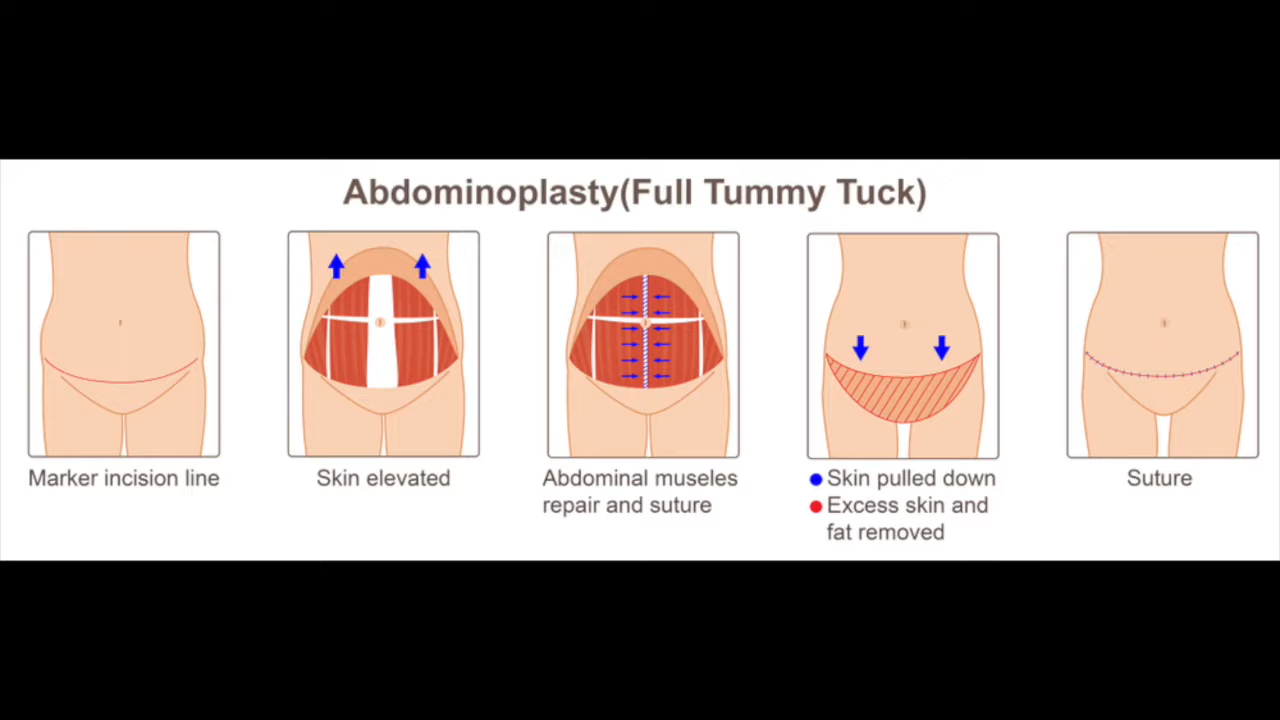 Abdominoplasty(Full Tummy Tuck)
Marker incision line
Skin elevated
Abdominal museles
repair and suture
Skin pulled down
Excess skin and
fat removed
Suture